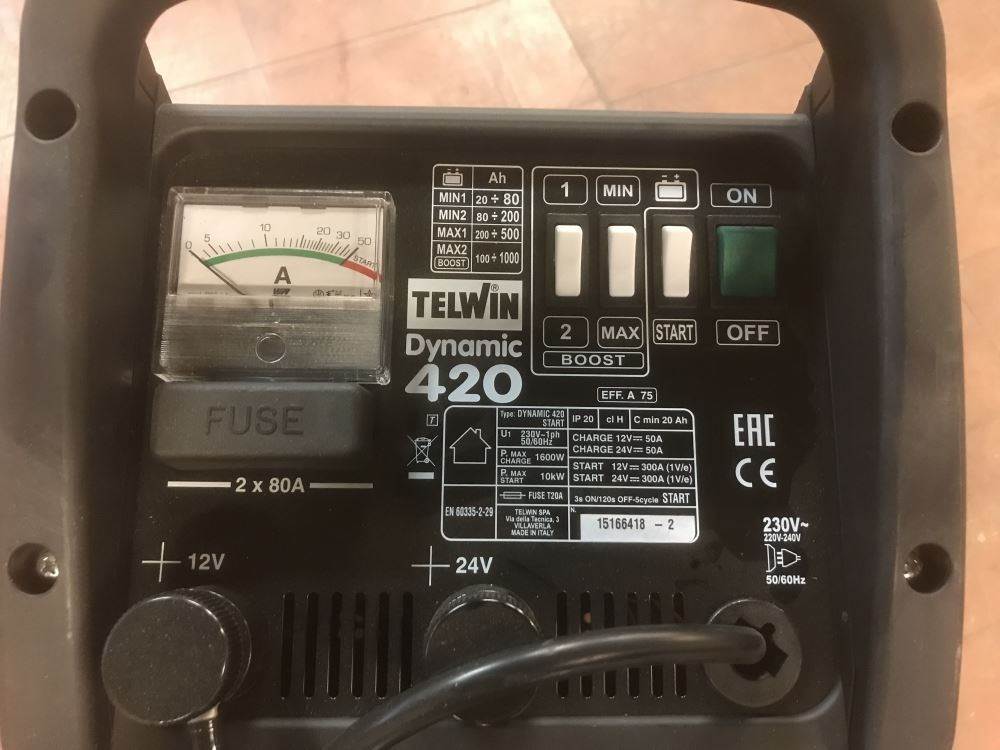 0 5 10 20 30 50
START
A
FUSE
2 x 80A
Ah
MIN1 20 ÷ 80
MIN2 80 ÷ 200
MAX1 200 ÷ 500
MAX2 BOOST 100 ÷ 1000
TELWIN®
Dynamic
420
1 MIN - +
2 MAX START
BOOST
ON
OFF
EFF. A 75
T
Type: DYNAMIC 420
START
IP 20 cl H C min 20 Ah
U1 230V~1ph
50/60Hz
CHARGE 12V⎓ 50A
CHARGE 24V⎓ 50A
P. MAX
CHARGE 1600W
P. MAX
START 10kW
START 12V⎓ 300A (1V/e)
START 24V⎓ 300A (1V/e)
FUSE T20A
3s ON/120s OFF-5cycle START
EN 60335-2-29
TELWIN SPA
Via della Tecnica, 3
VILLAVERLA
MADE IN ITALY
N.
15166418 - 2
EAC
CE
230V~
220V-240V
50/60Hz
+ 12V
+ 24V